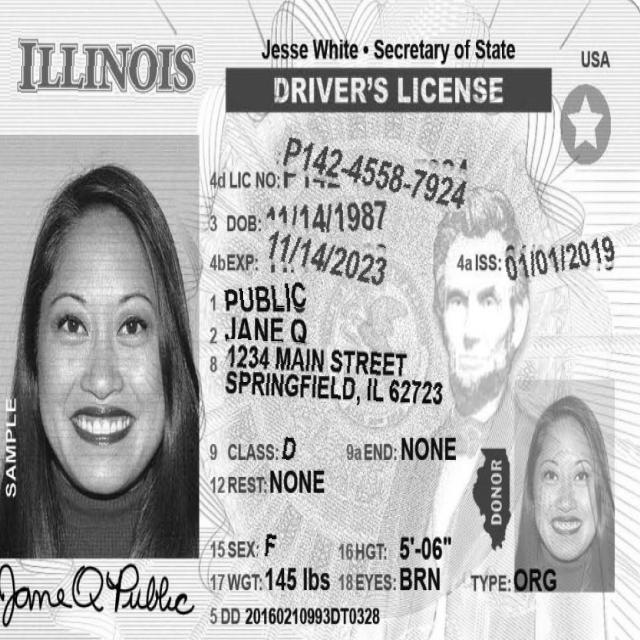 ILLINOIS
Jesse White • Secretary of State
USA
DRIVER'S LICENSE
4d LIC NO: P142-4558-7924
3 DOB: 11/14/1987
4b EXP: 11/14/2023 4a ISS: 01/01/2019
1 PUBLIC
2 JANE Q
8 1234 MAIN STREET
SPRINGFIELD, IL 62723
SAMPLE
9 CLASS: D 9a END: NONE
12 REST: NONE
DONOR
15 SEX: F 16 HGT: 5'-06"
17 WGT: 145 lbs 18 EYES: BRN TYPE: ORG
Jane Q Public
5 DD 20160210993DT0328